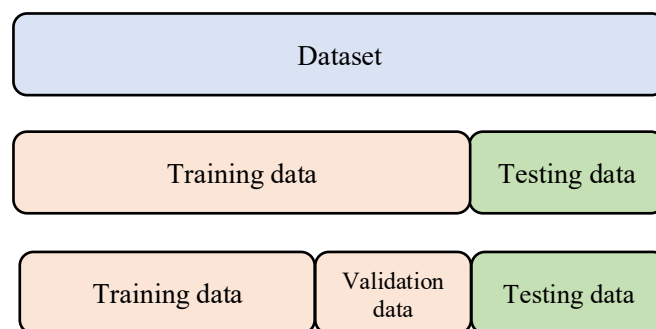 Dataset
Training data
Testing data
Training data
Validation
data
Testing data